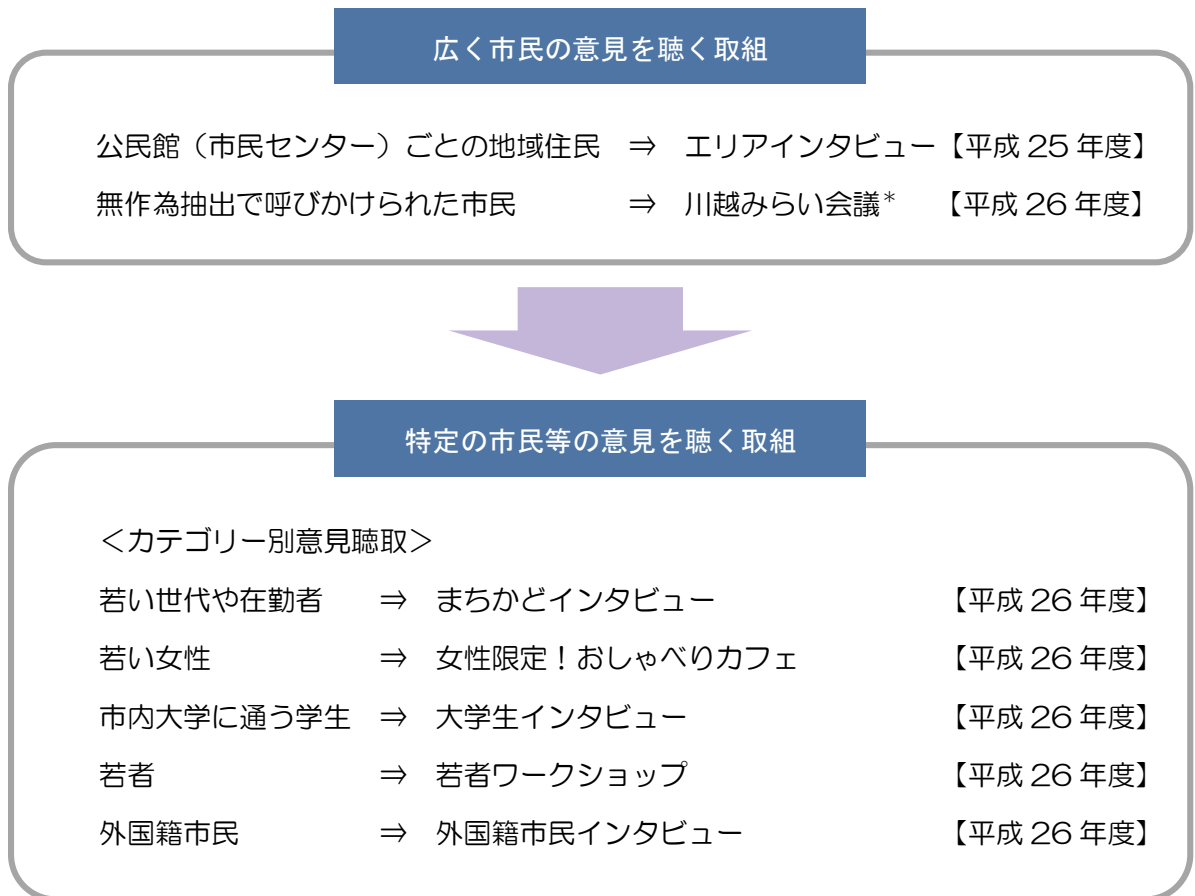 広く市民の意見を聴く取組
公民館（市民センター）ごとの地域住民 ⇒ エリアインタビュー【平成 25 年度】
無作為抽出で呼びかけられた市民 ⇒ 川越みらい会議* 【平成 26 年度】
特定の市民等の意見を聴く取組
＜カテゴリー別意見聴取＞
若い世代や在勤者 ⇒ まちかどインタビュー 【平成 26 年度】
若い女性 ⇒ 女性限定！おしゃべりカフェ 【平成 26 年度】
市内大学に通う学生 ⇒ 大学生インタビュー 【平成 26 年度】
若者 ⇒ 若者ワークショップ 【平成 26 年度】
外国籍市民 ⇒ 外国籍市民インタビュー 【平成 26 年度】